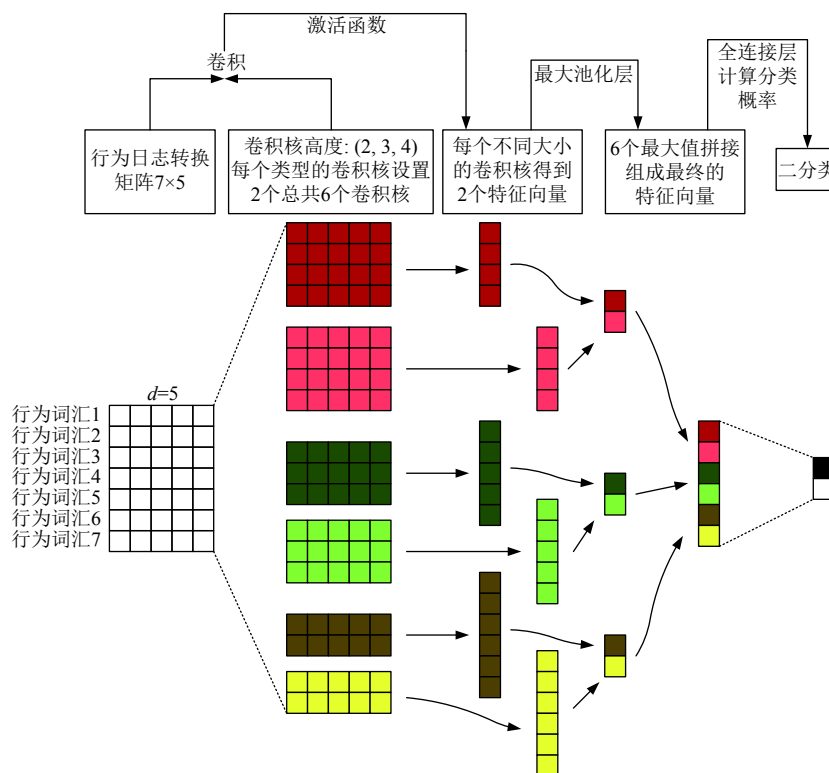 激活函数
卷积
最大池化层
全连接层
计算分类
概率
行为日志转换
矩阵7×5
卷积核高度: (2, 3, 4)
每个类型的卷积核设置
2个总共6个卷积核
每个不同大小
的卷积核得到
2个特征向量
6个最大值拼接
组成最终的
特征向量
二分类
d=5
行为词汇1
行为词汇2
行为词汇3
行为词汇4
行为词汇5
行为词汇6
行为词汇7